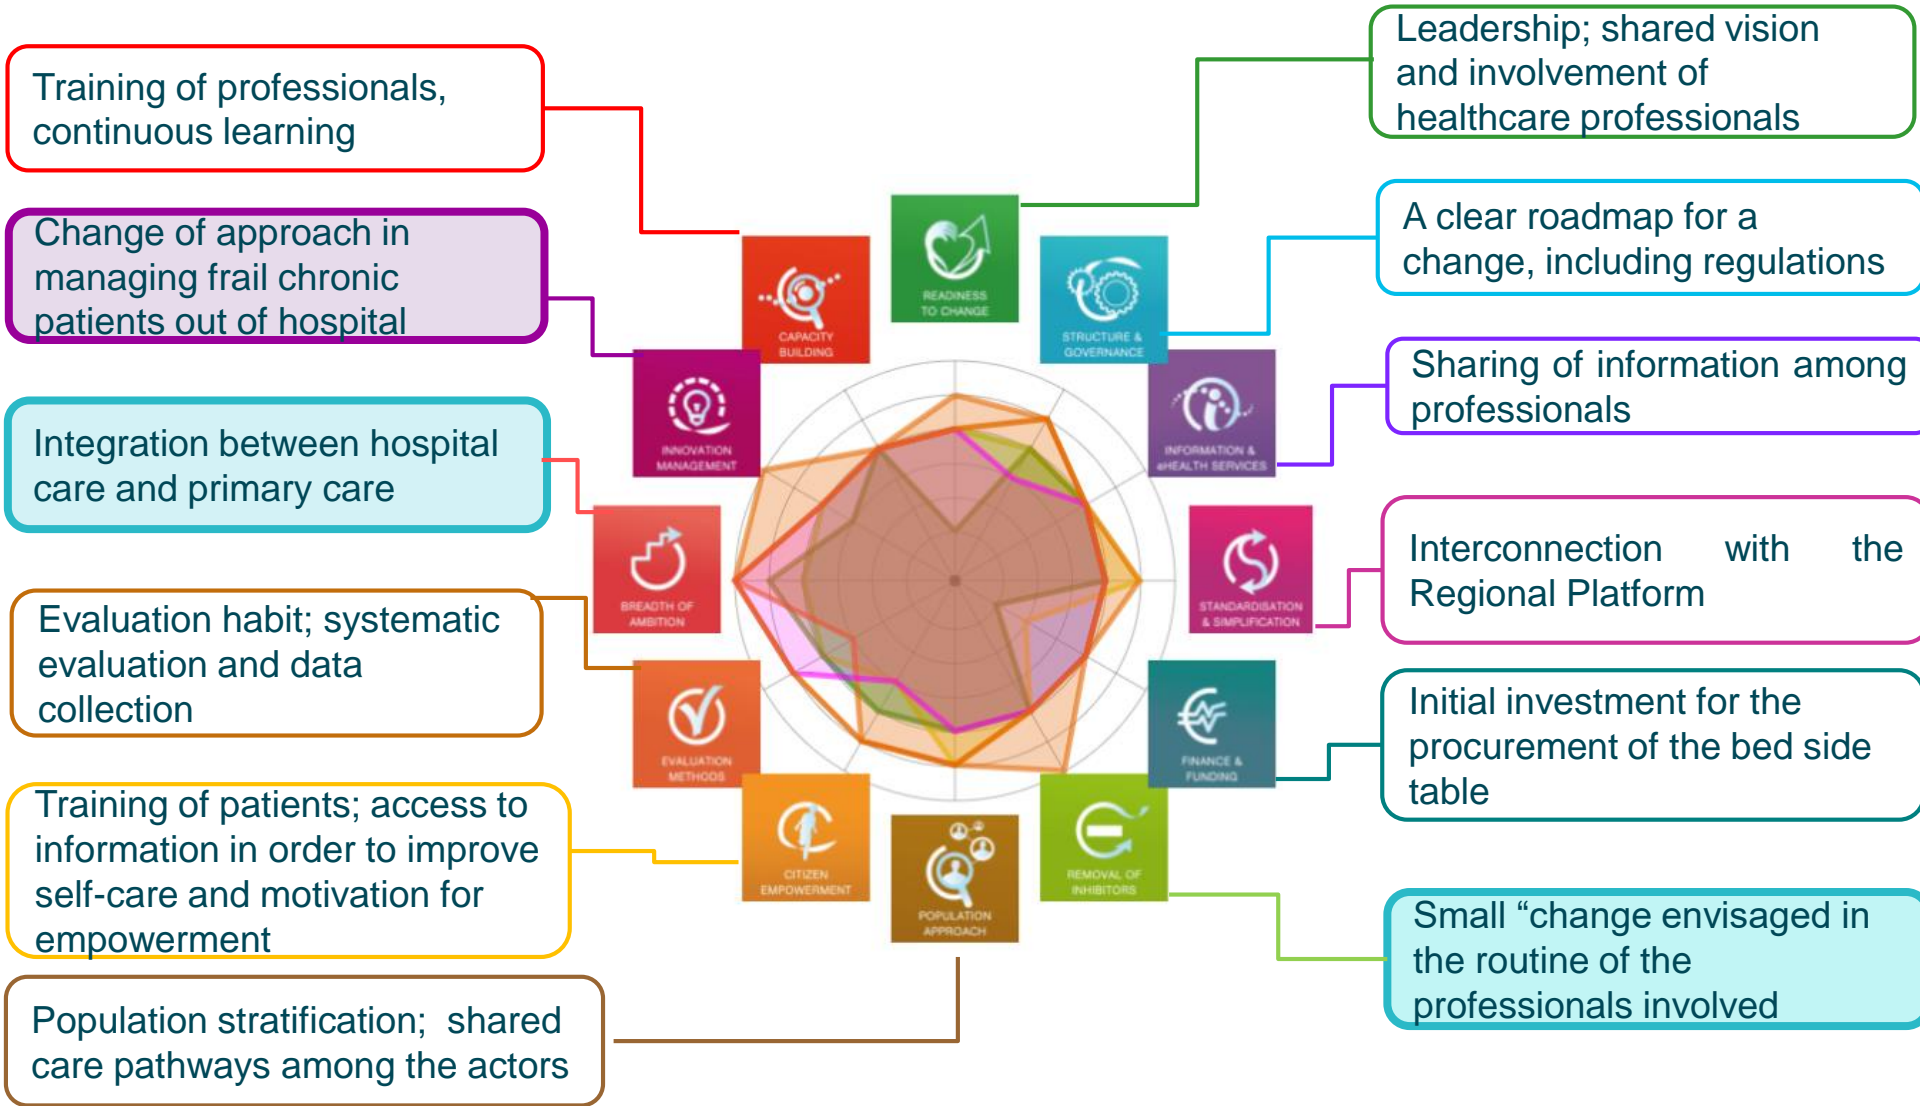 Training of professionals,
continuous learning
Change of approach in
managing frail chronic
patients out of hospital
Integration between hospital
care and primary care
Evaluation habit; systematic
evaluation and data
collection
Training of patients; access to
information in order to improve
self-care and motivation for
empowerment
Population stratification; shared
care pathways among the actors
READINESS
TO CHANGE
CAPACITY
BUILDING
STRUCTURE &
GOVERNANCE
INNOVATION
MANAGEMENT
INFORMATION &
eHEALTH SERVICES
BREADTH OF
AMBITION
STANDARDISATION
& SIMPLIFICATION
EVALUATION
METHODS
FINANCE &
FUNDING
CITIZEN
EMPOWERMENT
REMOVAL OF
INHIBITORS
POPULATION
APPROACH
Leadership; shared vision
and involvement of
healthcare professionals
A clear roadmap for a
change, including regulations
Sharing of information among
professionals
Interconnection with the
Regional Platform
Initial investment for the
procurement of the bed side
table
Small “change envisaged in
the routine of the
professionals involved